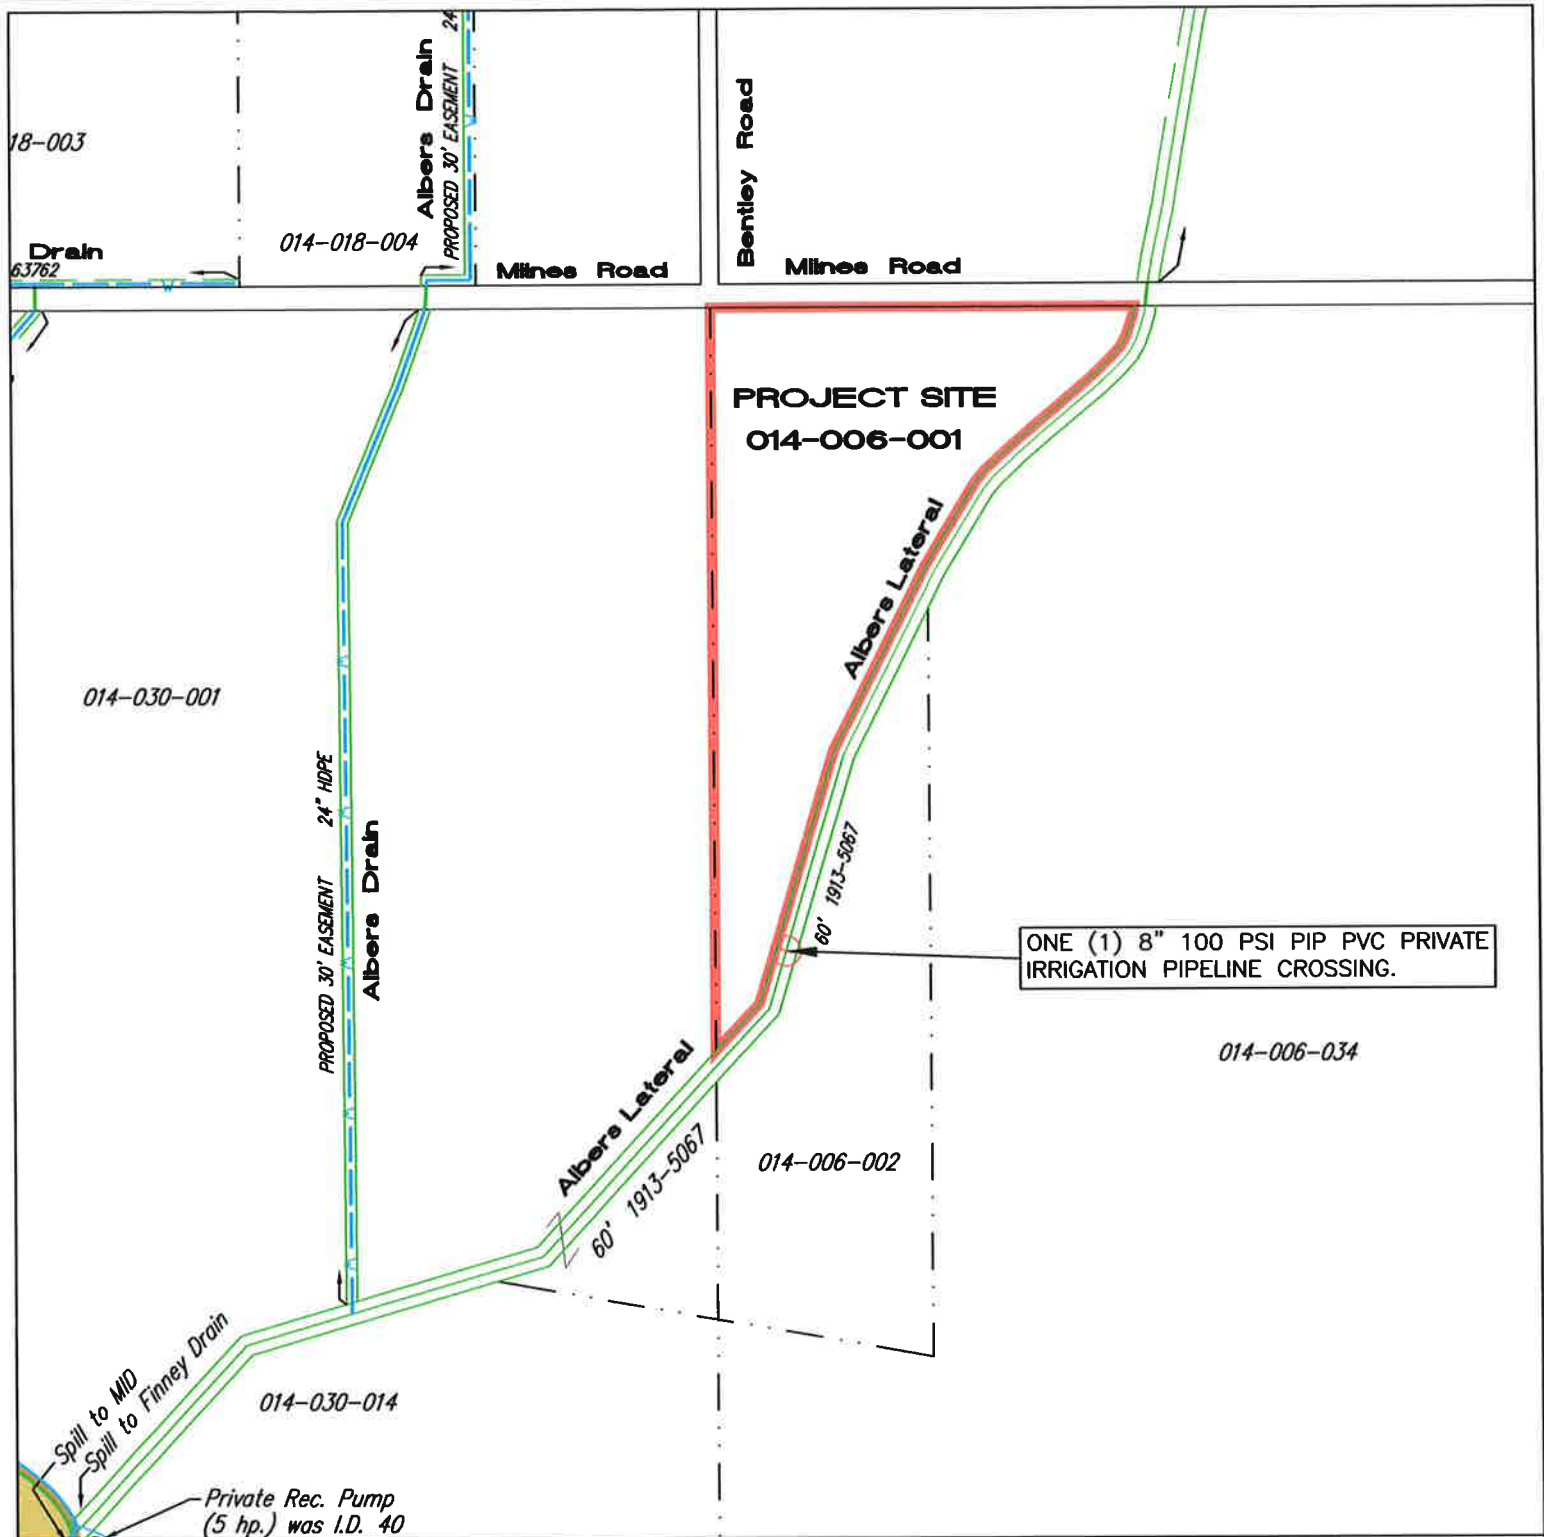 24"
Albers Drain
PROPOSED 30' EASEMENT
Bentley Road
18-003
014-018-004
Drain
63762
Milnes Road
Milnes Road
PROJECT SITE
014-006-001
Albers Lateral
014-030-001
24" HDPE
PROPOSED 30' EASEMENT
Albers Drain
60' 1913-5067
ONE (1) 8" 100 PSI PIP PVC PRIVATE
IRRIGATION PIPELINE CROSSING.
014-006-034
Albers Lateral
60' 1913-5067
014-006-002
Spill to MID
Spill to Finney Drain
014-030-014
Private Rec. Pump
(5 hp.) was I.D. 40